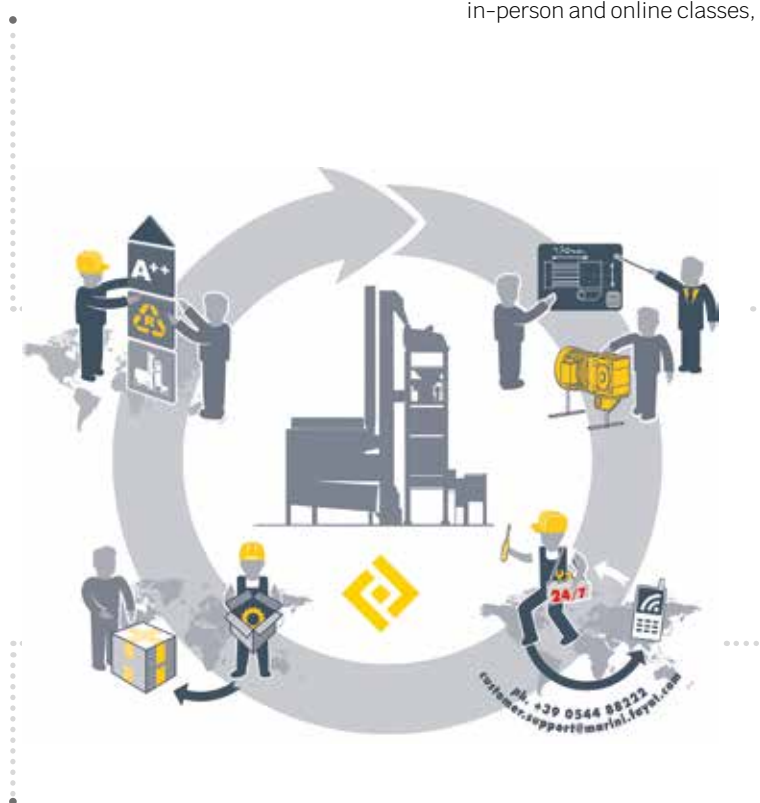 in-person and online classes,
A++
R
24/7
ph. +39 0544 88222
customer.support@marini.fayat.com